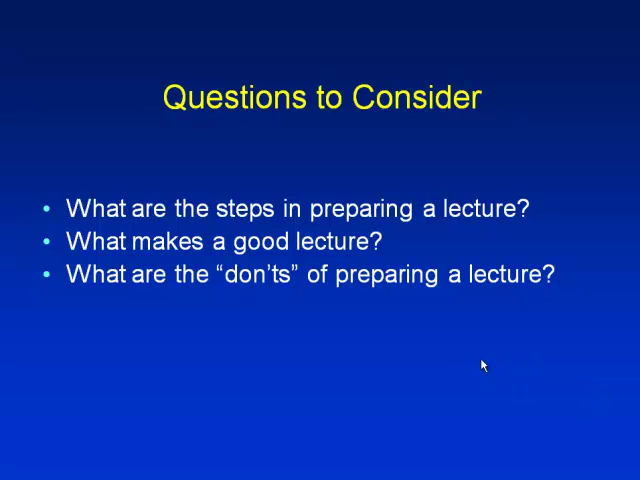 Questions to Consider
• What are the steps in preparing a lecture?
• What makes a good lecture?
• What are the “don’ts” of preparing a lecture?